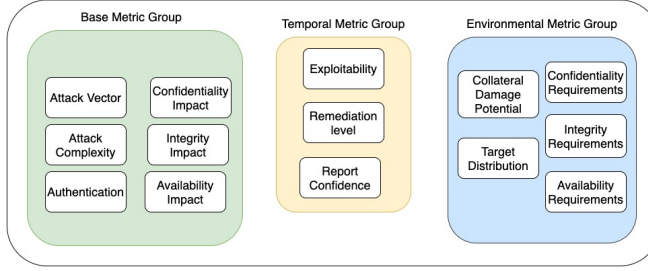 Base Metric Group
Attack Vector
Attack
Complexity
Authentication
Confidentiality
Impact
Integrity
Impact
Availability
Impact
Temporal Metric Group
Exploitability
Remediation
level
Report
Confidence
Environmental Metric Group
Collateral
Damage
Potential
Target
Distribution
Confidentiality
Requirements
Integrity
Requirements
Availability
Requirements